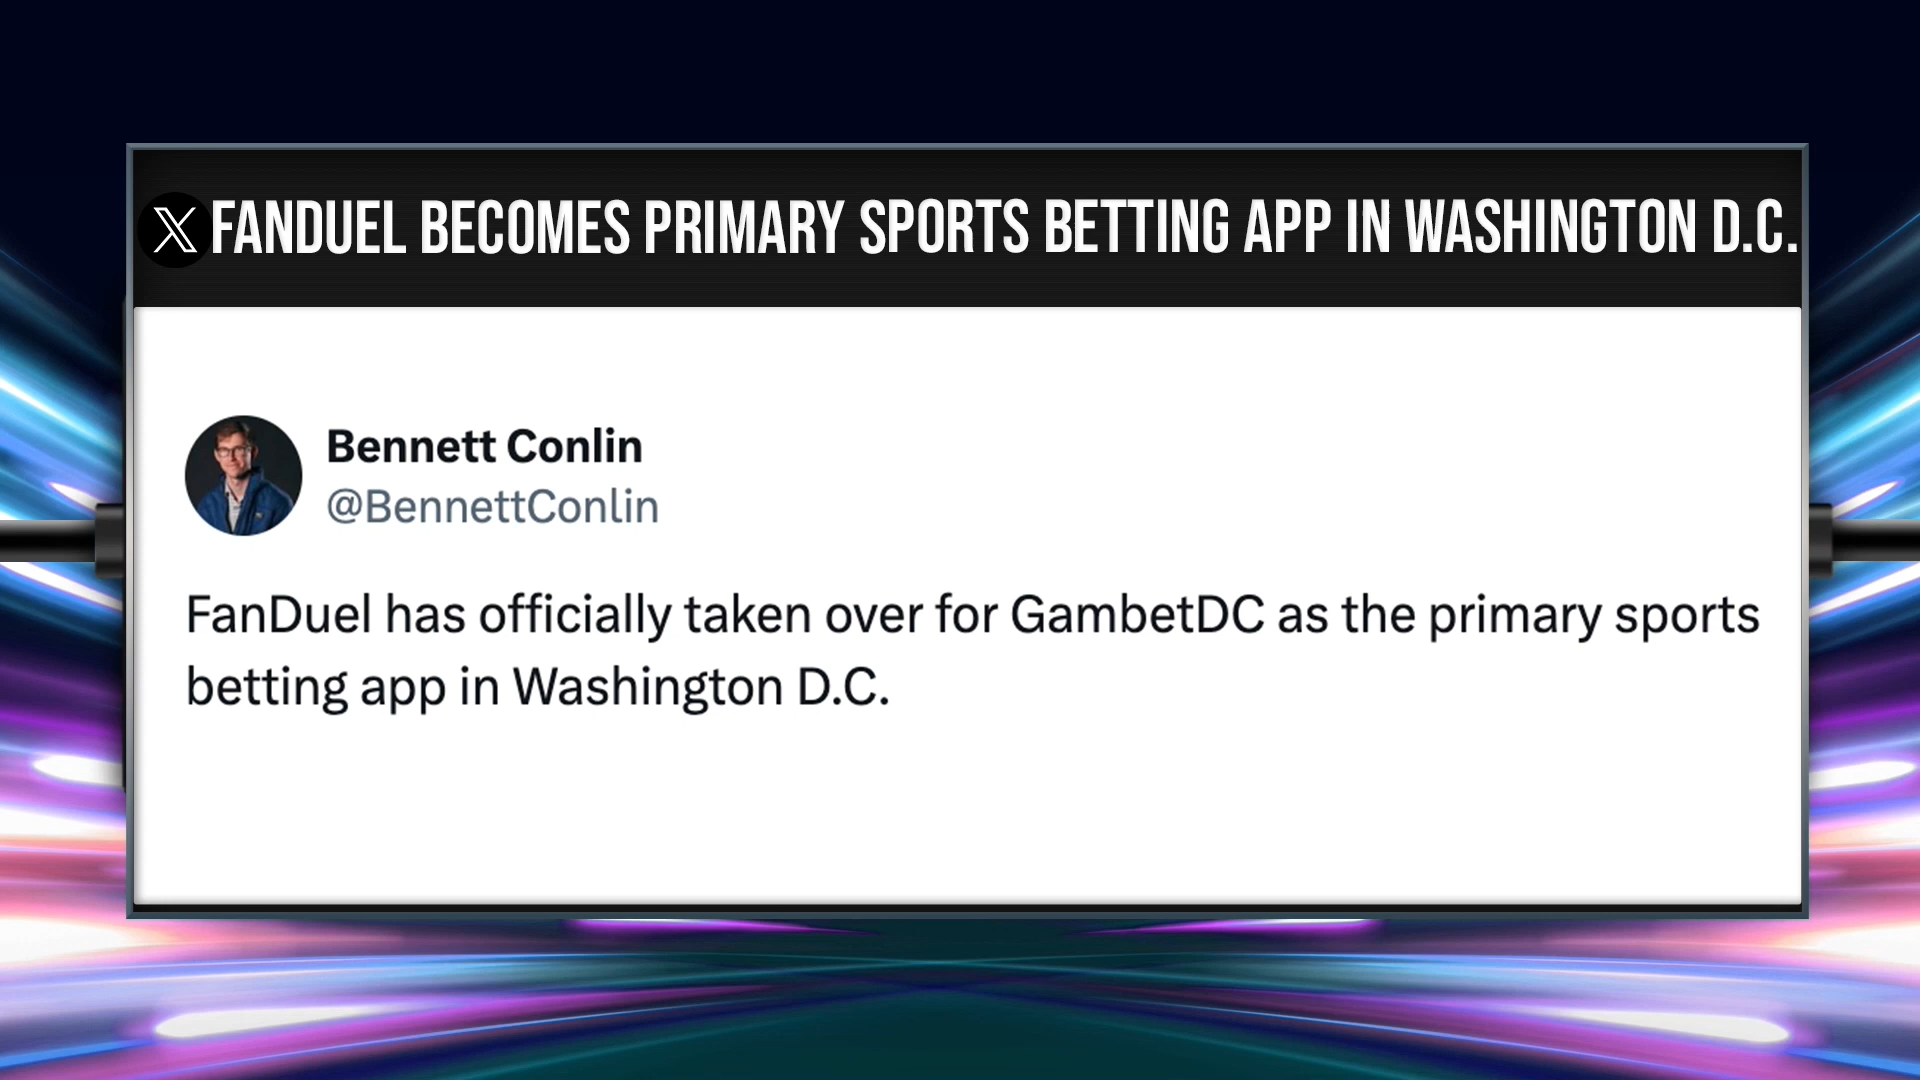 FANDUEL BECOMES PRIMARY SPORTS BETTING APP IN WASHINGTON D.C.
Bennett Conlin
@BennettConlin
FanDuel has officially taken over for GambetDC as the primary sports
betting app in Washington D.C.